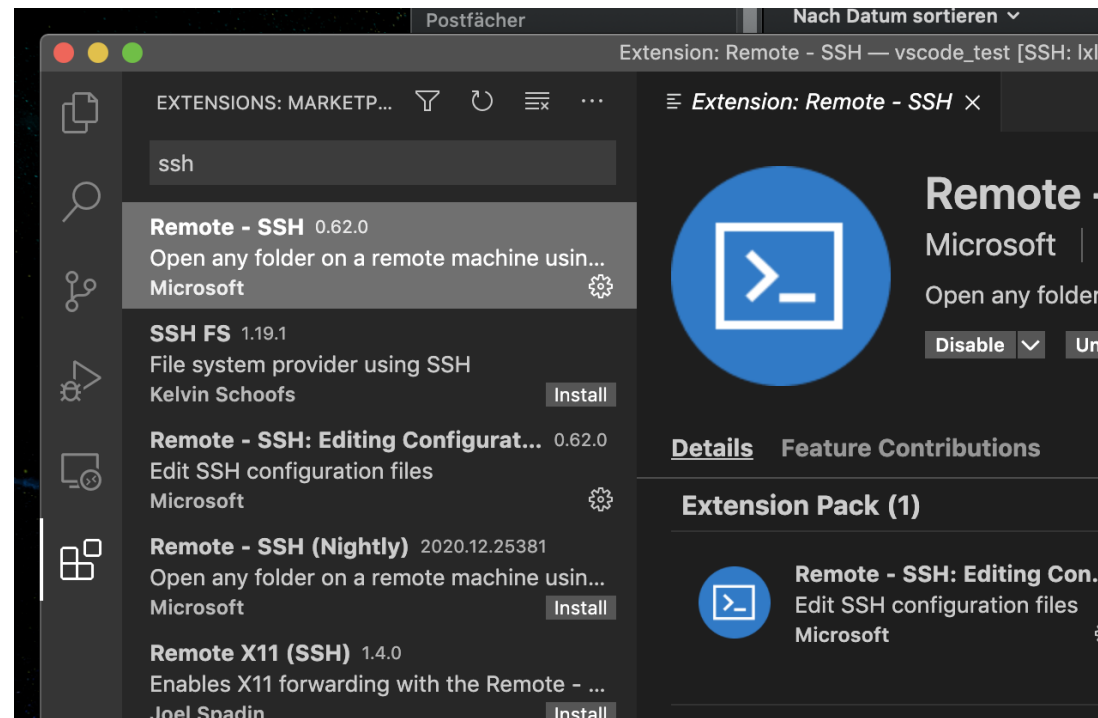 Postfächer
Nach Datum sortieren
Extension: Remote - SSH — vscode_test [SSH: lxl
EXTENSIONS: MARKETP...
ssh
Remote - SSH 0.62.0
Open any folder on a remote machine usin...
Microsoft
SSH FS 1.19.1
File system provider using SSH
Kelvin Schoofs
Install
Remote - SSH: Editing Configurat... 0.62.0
Edit SSH configuration files
Microsoft
Remote - SSH (Nightly) 2020.12.25381
Open any folder on a remote machine usin...
Microsoft
Install
Remote X11 (SSH) 1.4.0
Enables X11 forwarding with the Remote - ...
Joel Spadin
Install
Extension: Remote - SSH
Remote -
Microsoft
Open any folder
Disable
Un
Details Feature Contributions
Extension Pack (1)
Remote - SSH: Editing Con.
Edit SSH configuration files
Microsoft